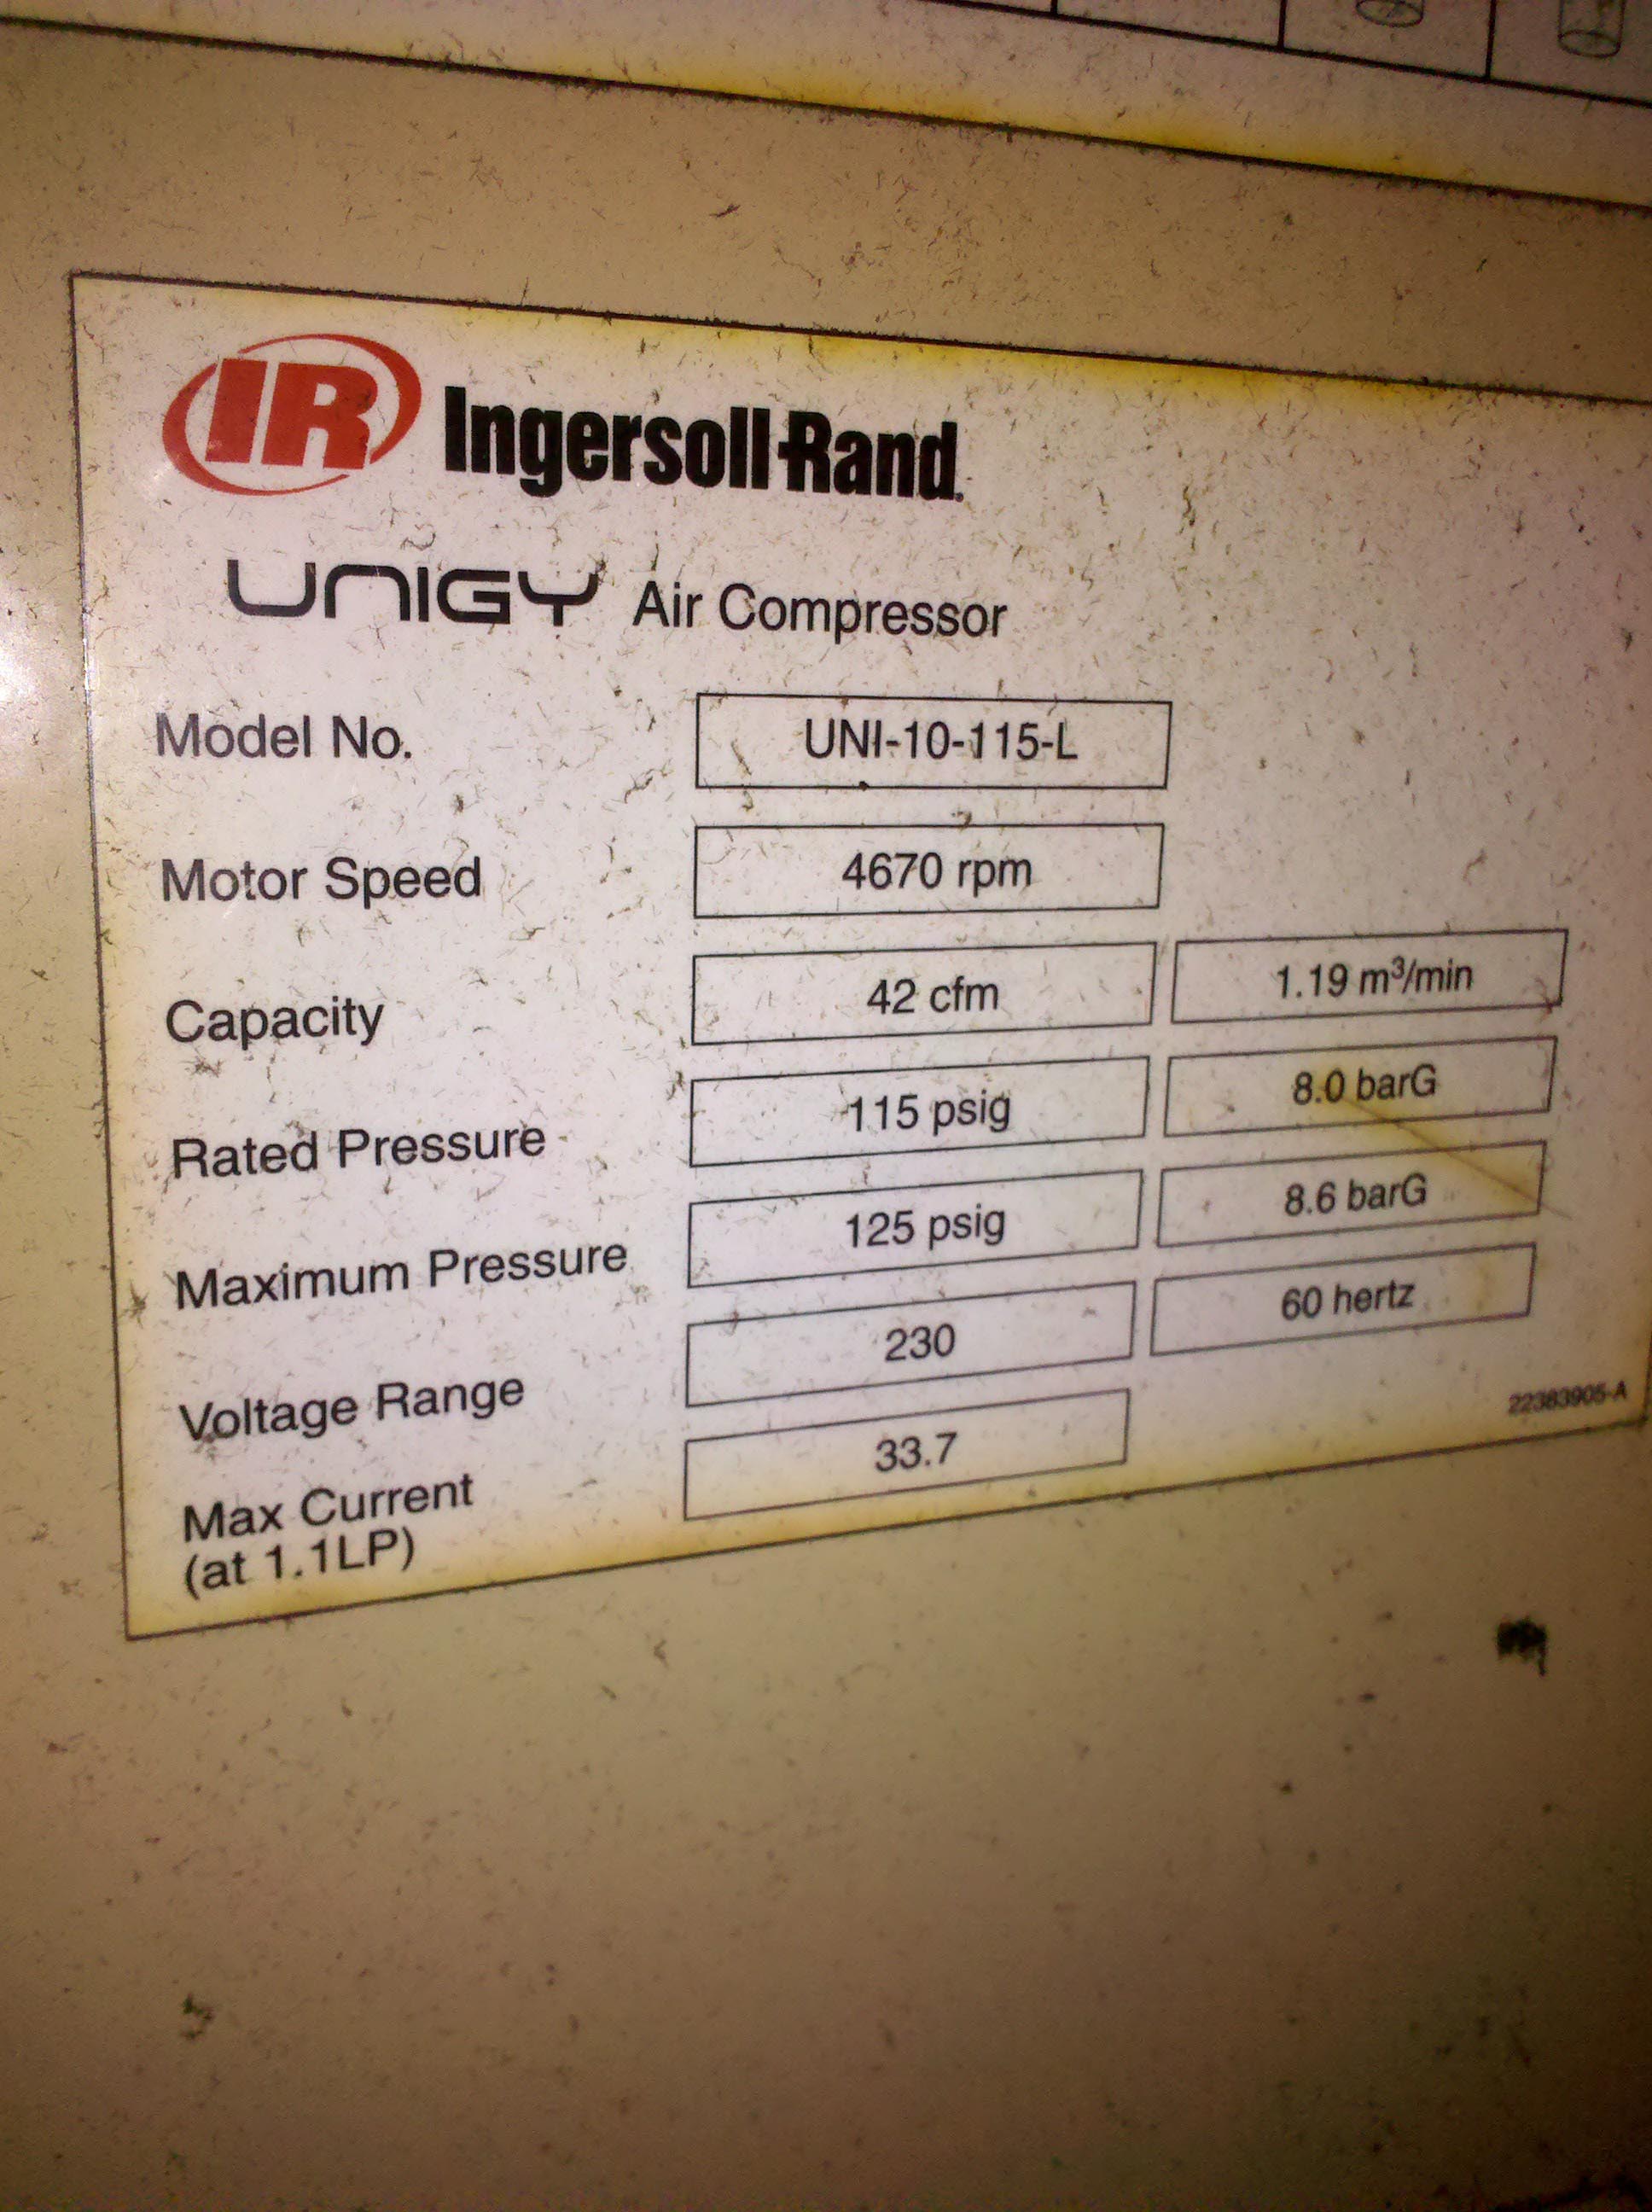 IR Ingersoll-Rand.
UNIGY Air Compressor
Model No. UNI-10-115-L
Motor Speed 4670 rpm
Capacity 42 cfm 1.19 m³/min
Rated Pressure 115 psig 8.0 barG
Maximum Pressure 125 psig 8.6 barG
Voltage Range 230 60 hertz
Max Current 33.7
(at 1.1LP)
22383905-A